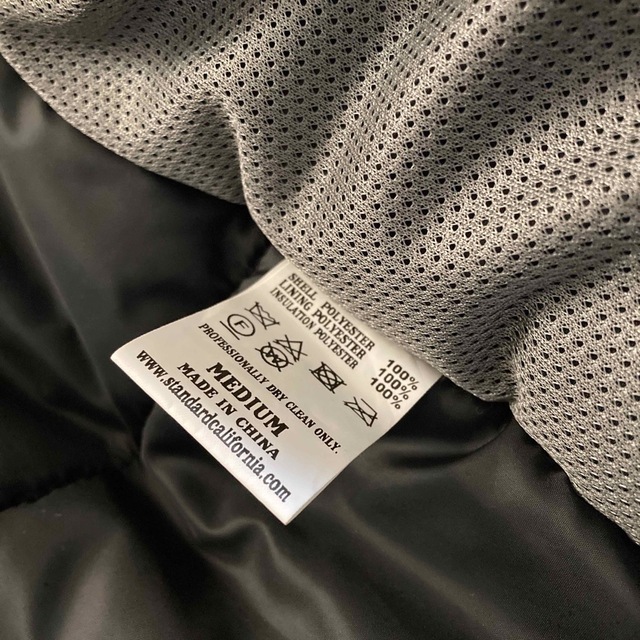 SHELL POLYESTER 100%
LINING POLYESTER 100%
INSULATION POLYESTER 100%
F
PROFESSIONALLY DRY CLEAN ONLY.
MEDIUM
MADE IN CHINA
www.standardcalifornia.com